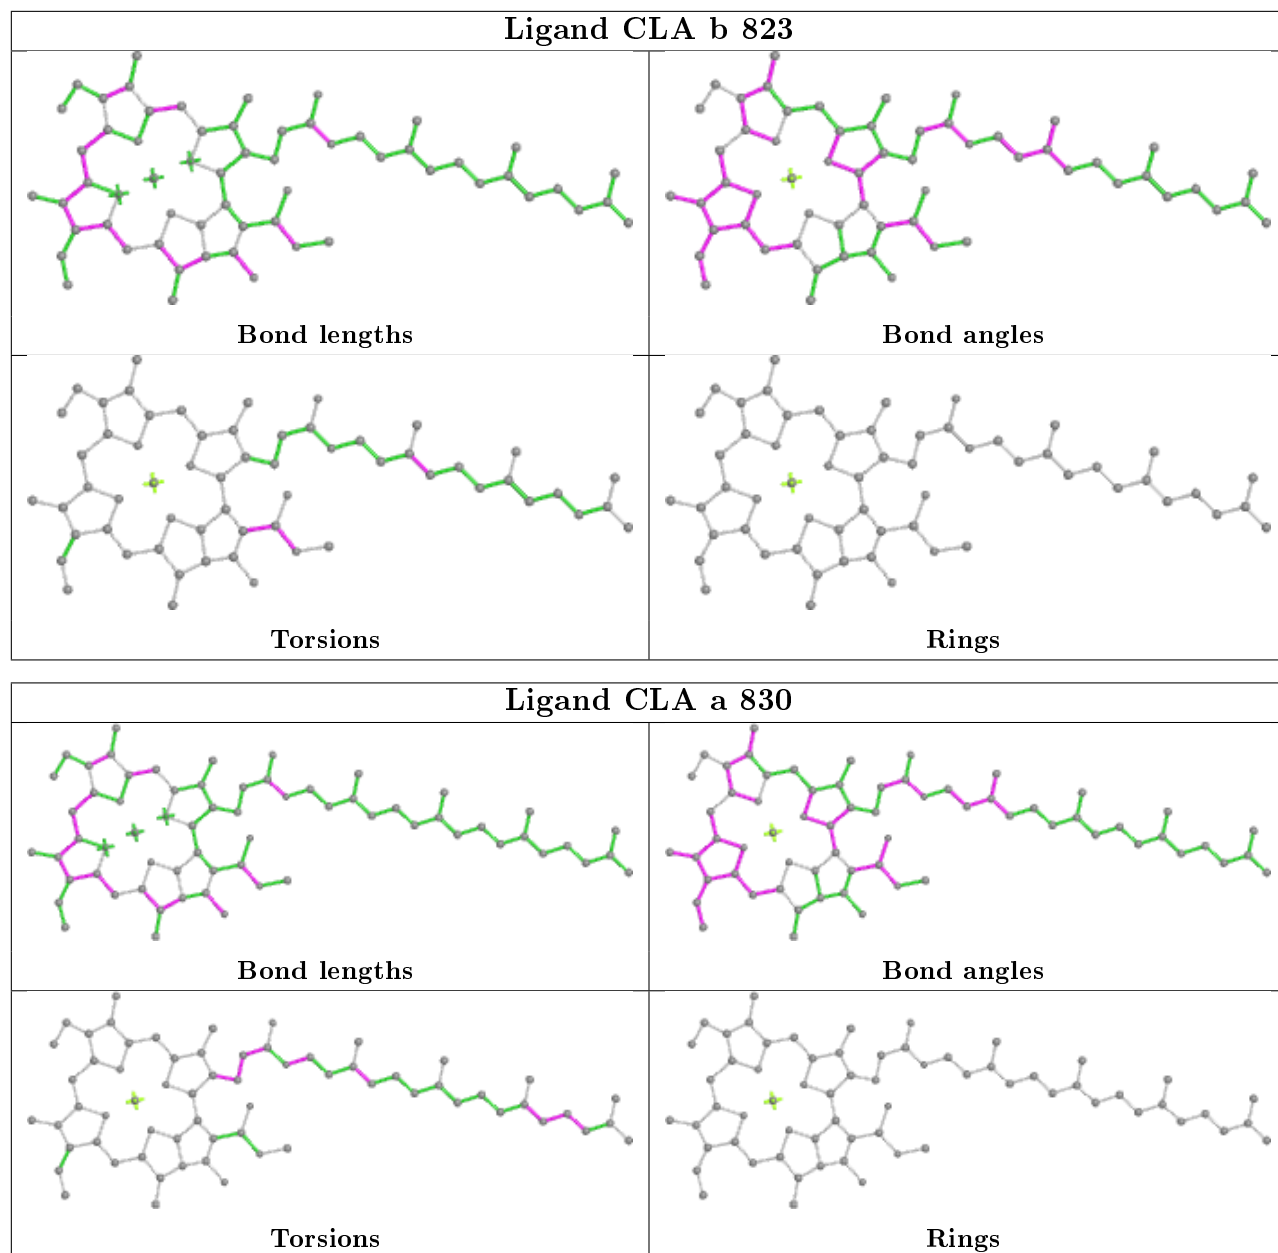 Ligand CLA b 823
Bond lengths
Bond angles
Torsions
Rings
Ligand CLA a 830
Bond lengths
Bond angles
Torsions
Rings